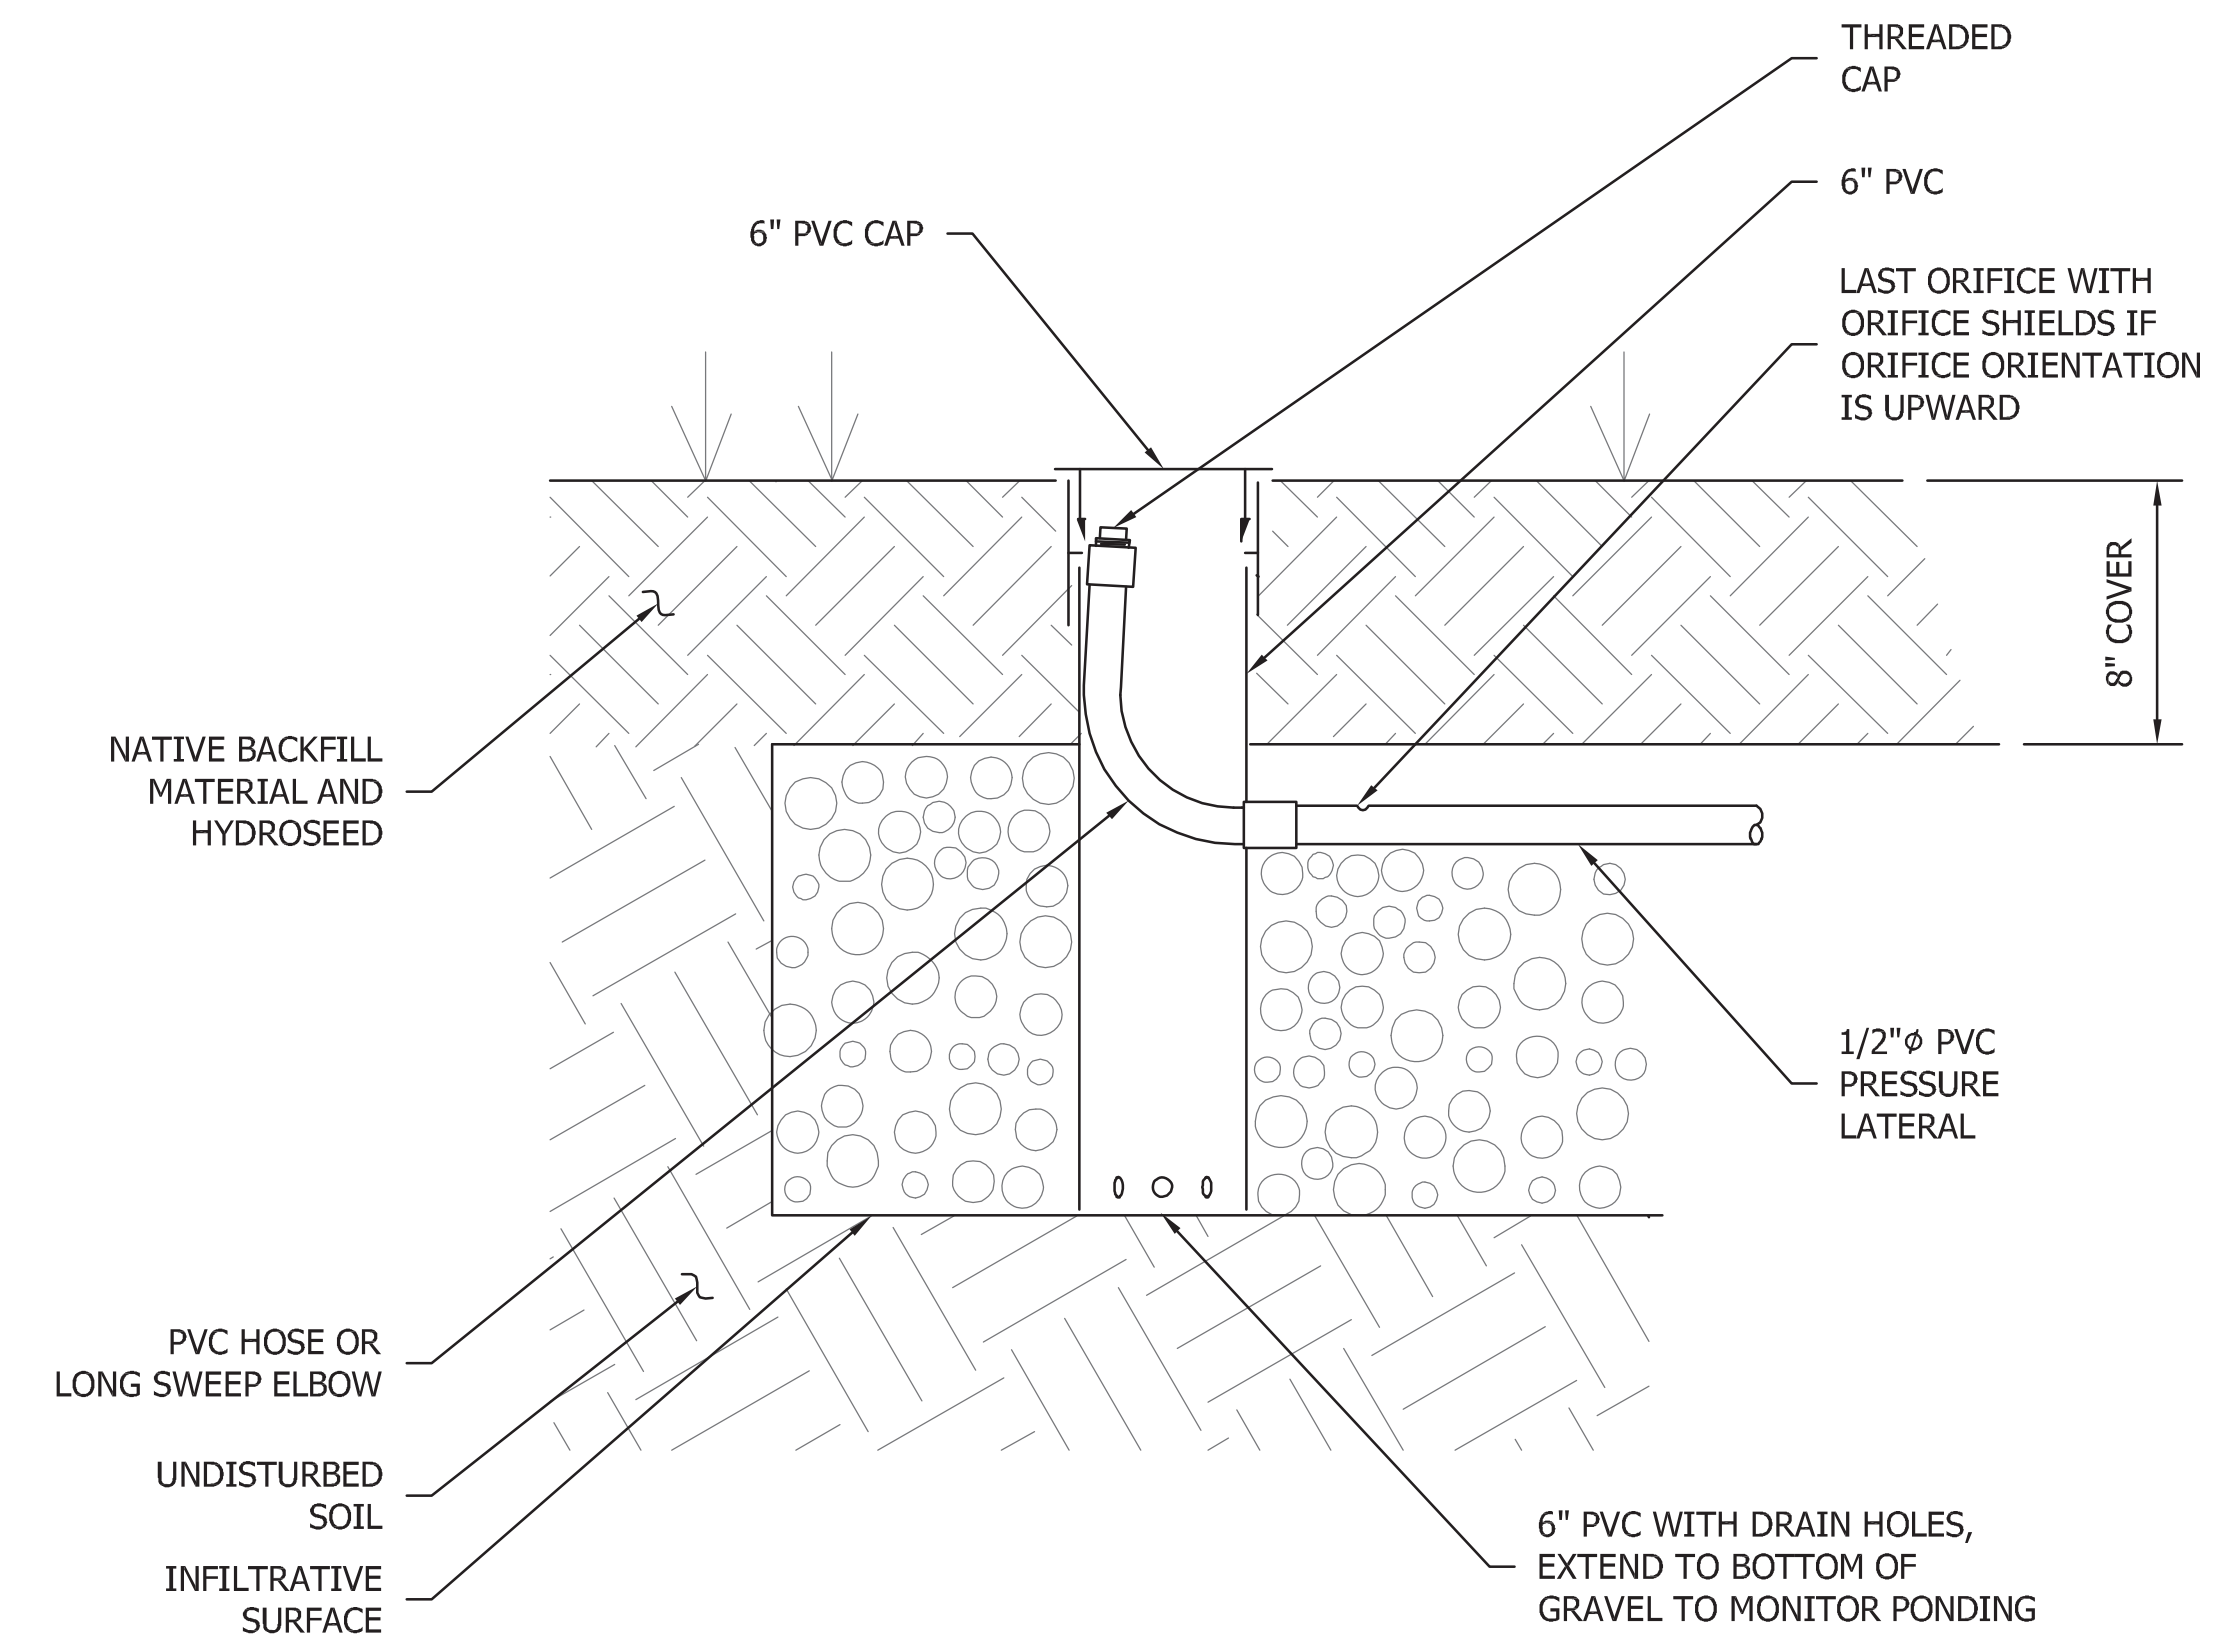 THREADED
CAP
6" PVC
6" PVC CAP
LAST ORIFICE WITH
ORIFICE SHIELDS IF
ORIFICE ORIENTATION
IS UPWARD
8" COVER
NATIVE BACKFILL
MATERIAL AND
HYDROSEED
1/2"⌀ PVC
PRESSURE
LATERAL
PVC HOSE OR
LONG SWEEP ELBOW
UNDISTURBED
SOIL
INFILTRATIVE
SURFACE
6" PVC WITH DRAIN HOLES,
EXTEND TO BOTTOM OF
GRAVEL TO MONITOR PONDING